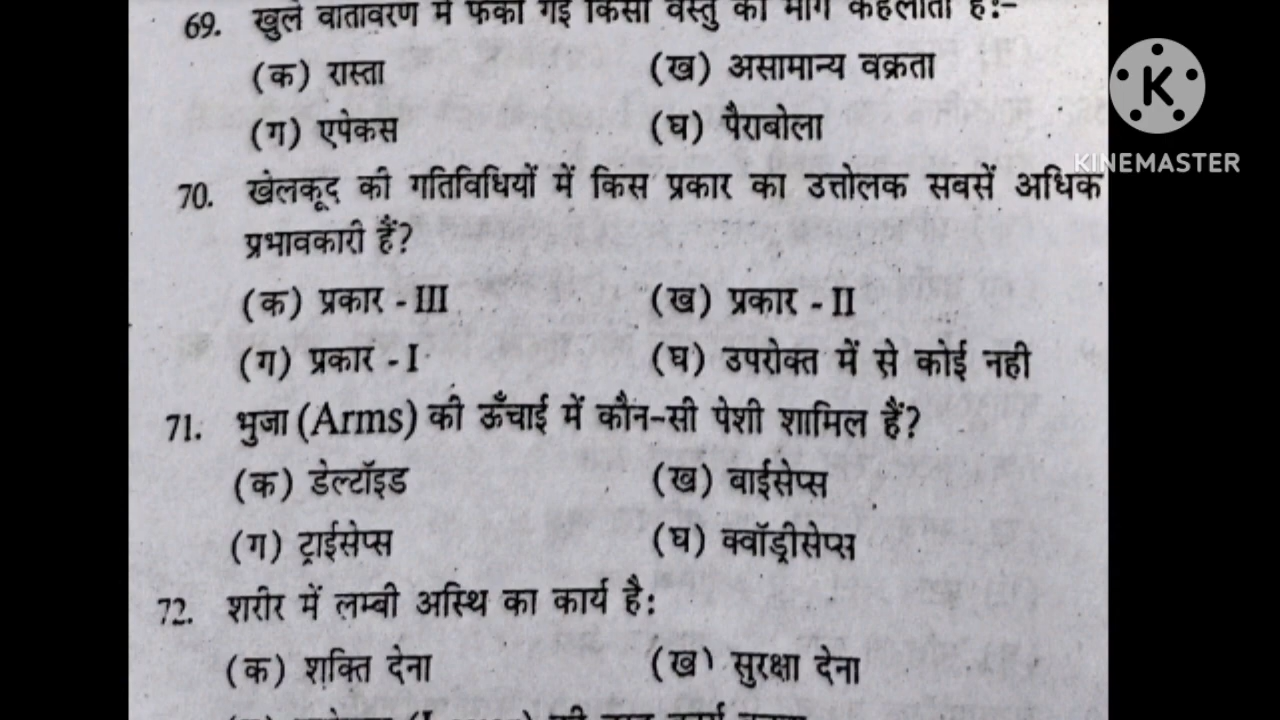 69. खुले वातावरण में फेंकी गई किसी वस्तु का मार्ग कहलाता है:-
(क) रास्ता (ख) असामान्य वक्रता
(ग) एपेकस (घ) पैराबोला
K
KINEMASTER
70. खेलकूद की गतिविधियों में किस प्रकार का उत्तोलक सबसें अधिक
प्रभावकारी हैं?
(क) प्रकार - III (ख) प्रकार - II
(ग) प्रकार - I (घ) उपरोक्त में से कोई नही
71. भुजा (Arms) की ऊँचाई में कौन-सी पेशी शामिल हैं?
(क) डेल्टॉइड (ख) बाईसेप्स
(ग) ट्राईसेप्स (घ) क्वॉड्रीसेप्स
72. शरीर में लम्बी अस्थि का कार्य है:
(क) शक्ति देना (ख) सुरक्षा देना